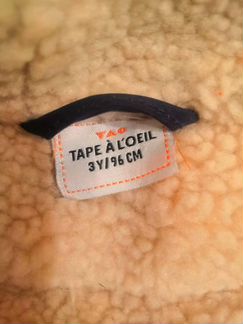 TAO
TAPE À L'OEIL
3Y/96 CM